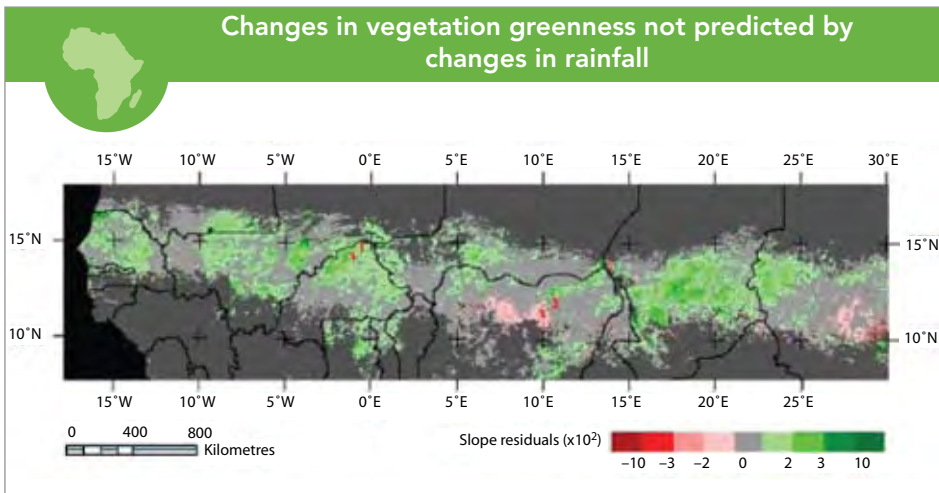 Changes in vegetation greenness not predicted by
changes in rainfall
15˚W 10˚W 5˚W 0˚E 5˚E 10˚E 15˚E 20˚E 25˚E 30˚E
15˚N 15˚N
10˚N 10˚N
15˚W 10˚W 5˚W 0˚E 5˚E 10˚E 15˚E 20˚E 25˚E
0 400 800
Kilometres
Slope residuals (x10²)
–10 –3 –2 0 2 3 10